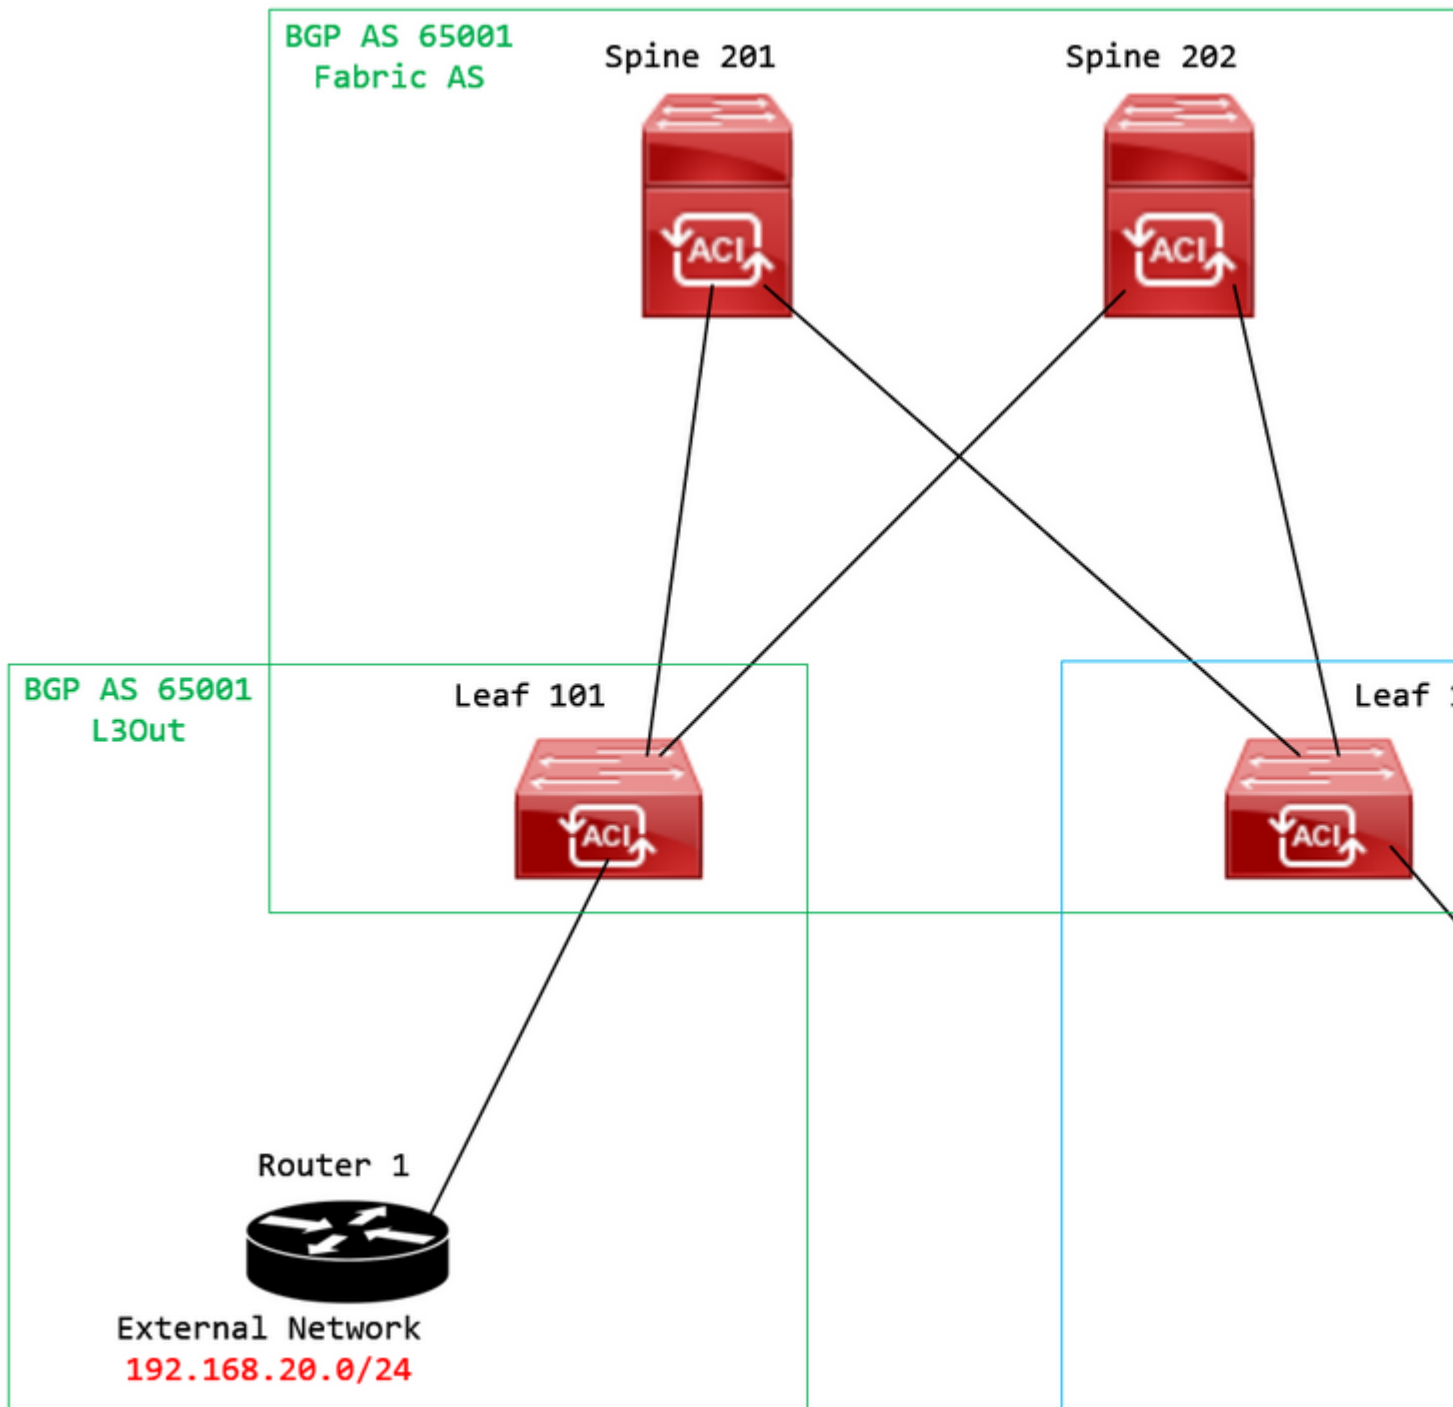 BGP AS 65001
Fabric AS
Spine 201
Spine 202
ACI
ACI
BGP AS 65001
L3Out
Leaf 101
Leaf
ACI
ACI
Router 1
External Network
192.168.20.0/24